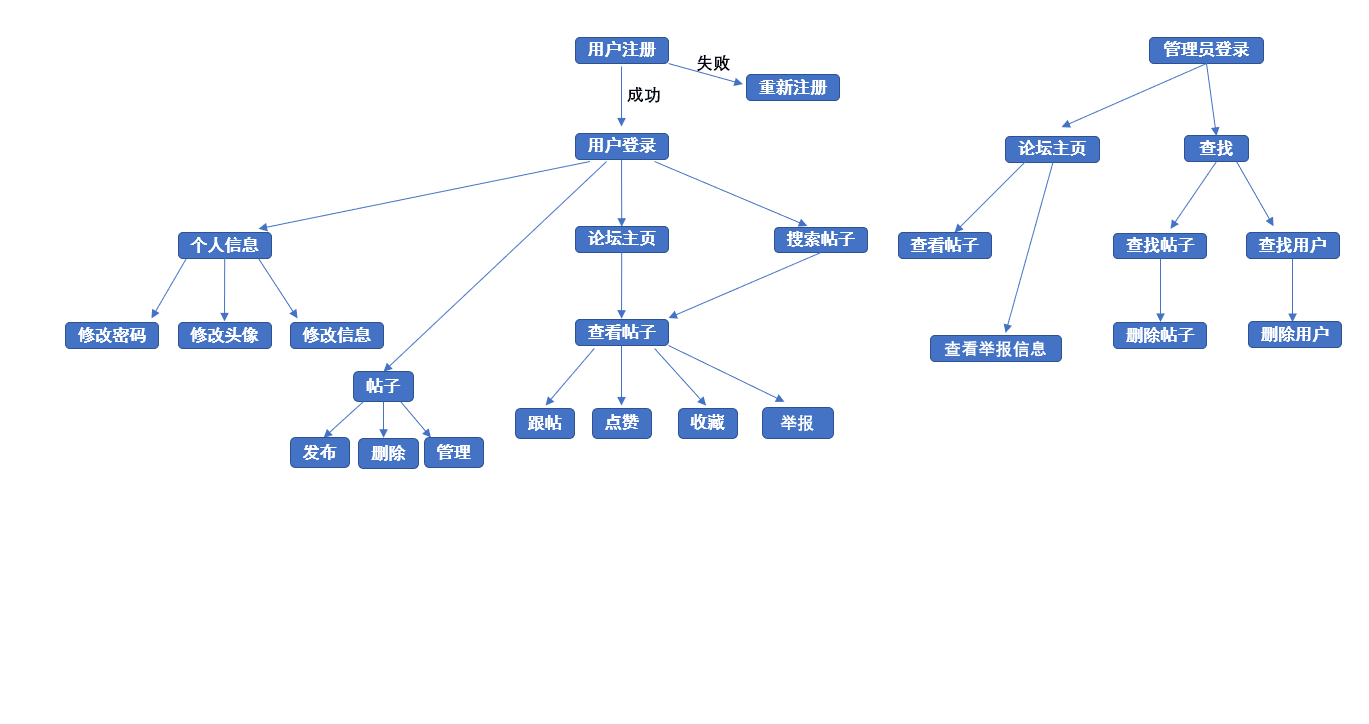 用户注册
管理员登录
失败
重新注册
成功
用户登录
论坛主页
查找
个人信息
论坛主页
搜索帖子
查看帖子
查找帖子
查找用户
修改密码
修改头像
修改信息
查看帖子
查看举报信息
删除帖子
删除用户
帖子
跟帖
点赞
收藏
举报
发布
删除
管理